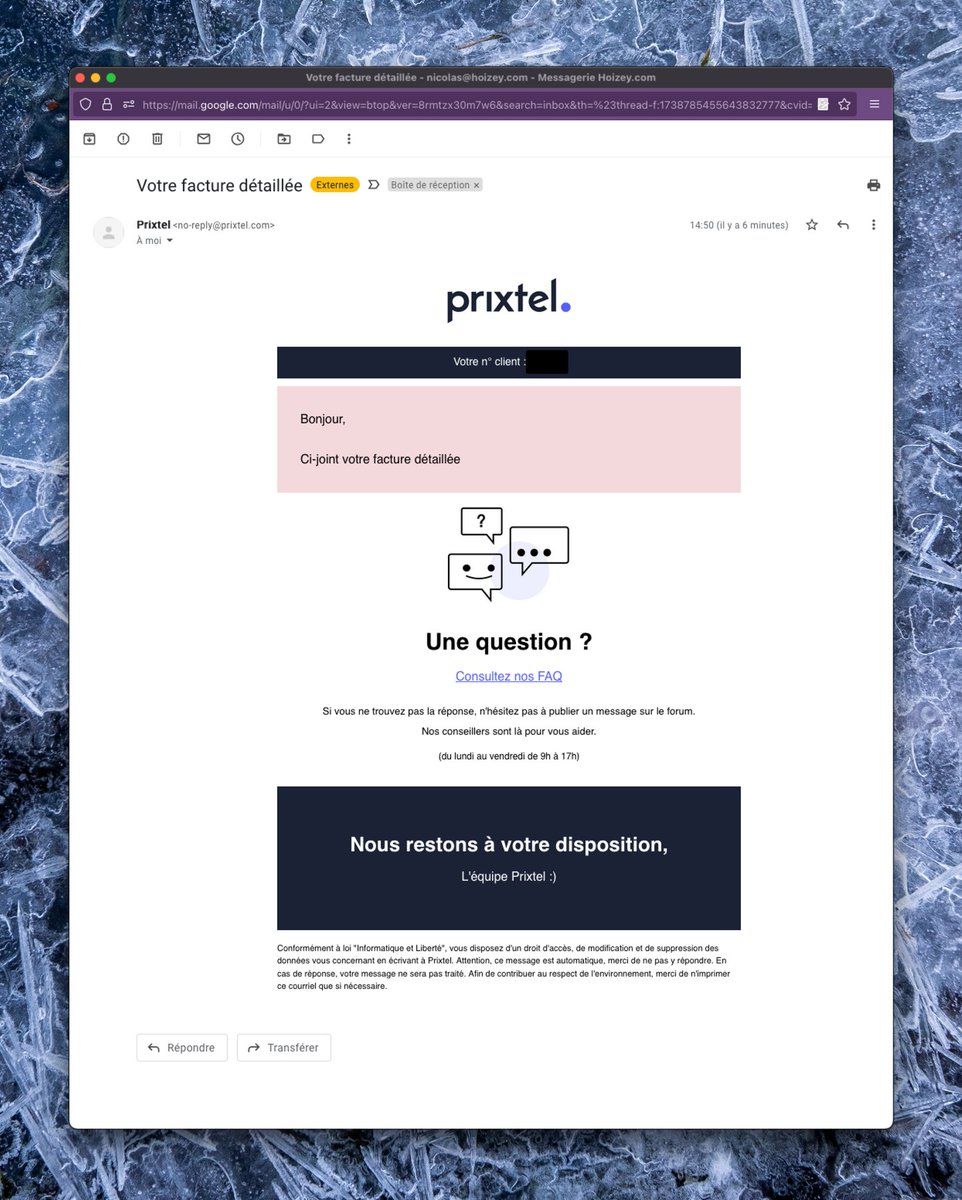 Votre facture détaillée - nicolas@hoizey.com - Messagerie Hoizey.com
https://mail.google.com/mail/u/0/?ui=2&view=btop&ver=8rmtzx30m7w6&search=inbox&th=%23thread-f:1738785455643832777&cvid=
Votre facture détaillée Externes Boîte de réception ×
Prixtel <no-reply@prixtel.com> 14:50 (il y a 6 minutes)
À moi
prixtel.
Votre n° client :
Bonjour,
Ci-joint votre facture détaillée
?
Une question ?
Consultez nos FAQ
Si vous ne trouvez pas la réponse, n'hésitez pas à publier un message sur le forum.
Nos conseillers sont là pour vous aider.
(du lundi au vendredi de 9h à 17h)
Nous restons à votre disposition,
L'équipe Prixtel :)
Conformément à loi "Informatique et Liberté", vous disposez d'un droit d'accès, de modification et de suppression des
données vous concernant en écrivant à Prixtel. Attention, ce message est automatique, merci de ne pas y répondre. En
cas de réponse, votre message ne sera pas traité. Afin de contribuer au respect de l'environnement, merci de n'imprimer
ce courriel que si nécessaire.
Répondre Transférer